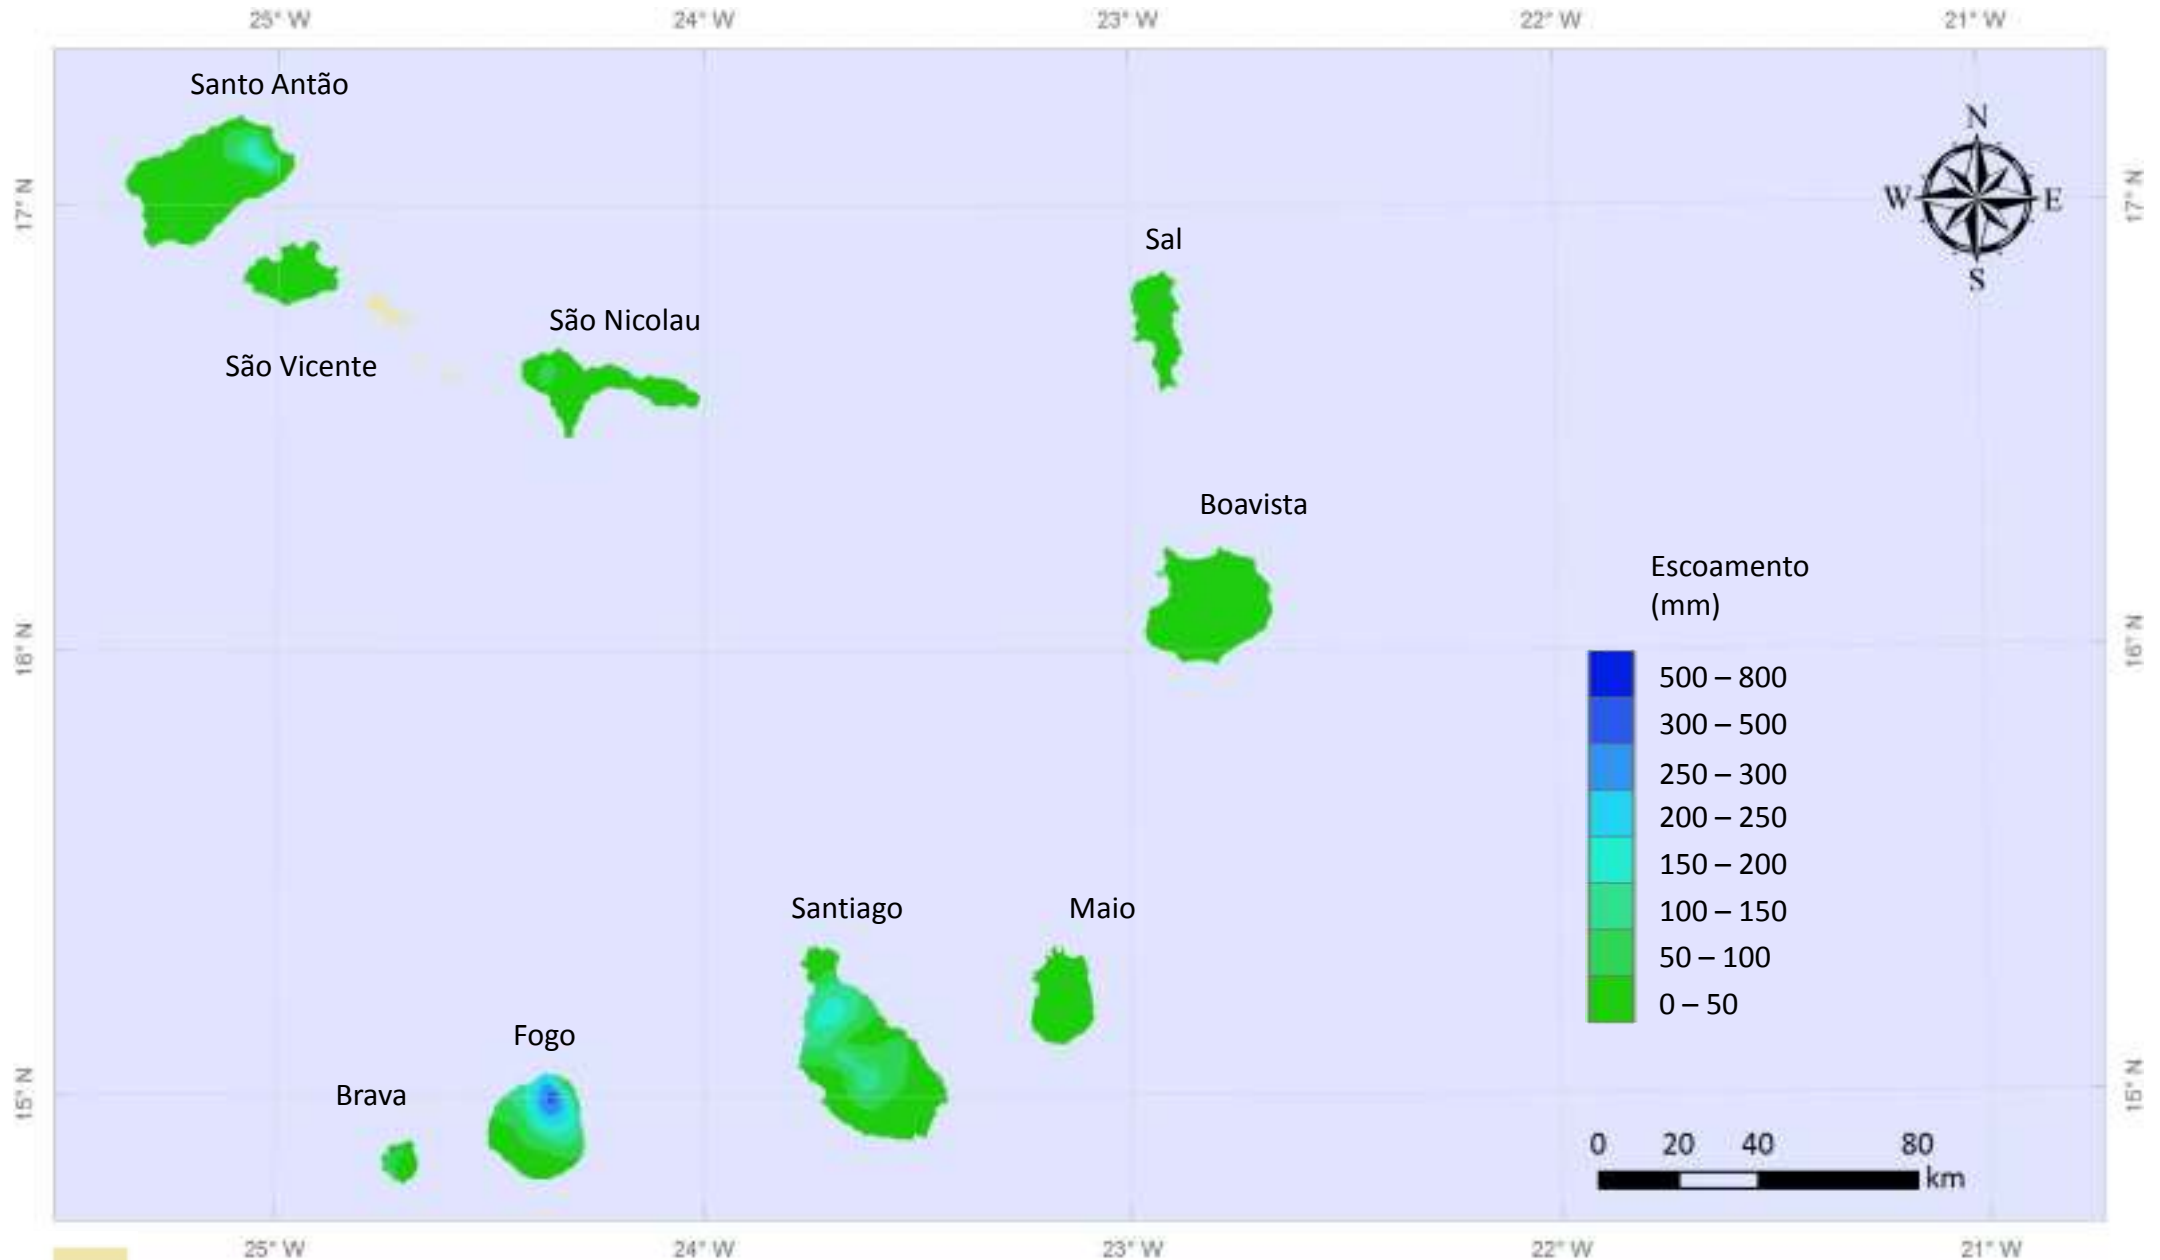 25° W 24° W 23° W 22° W 21° W
Santo Antão
N
17° N
17° N
W E
Sal
S
São Nicolau
São Vicente
Boavista
Escoamento
(mm)
16° N
16° N
500 – 800
300 – 500
250 – 300
200 – 250
150 – 200
Santiago
Maio
100 – 150
50 – 100
0 – 50
Fogo
Brava
15° N
15° N
0 20 40 80
km
25° W 24° W 23° W 22° W 21° W